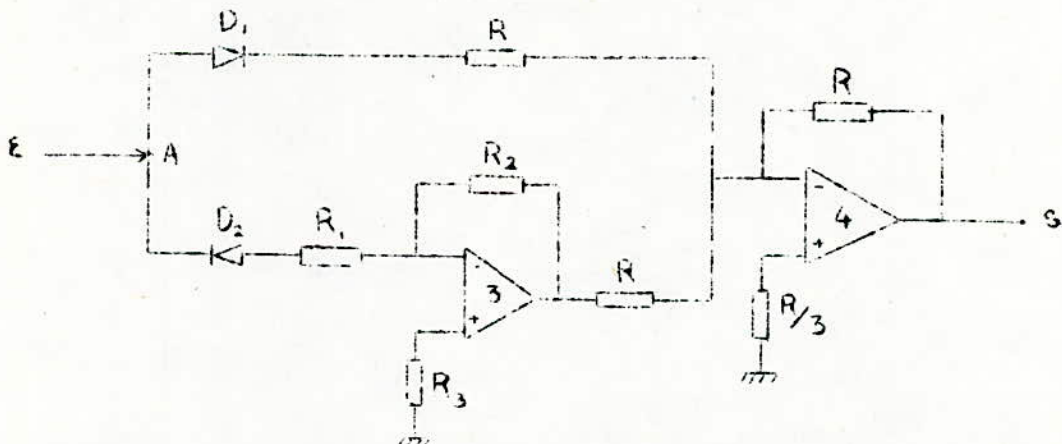 D₁
R
R
ε
A
R₂
D₂
R₁
-
4
S
+
-
3
R
+
R/3
R₃